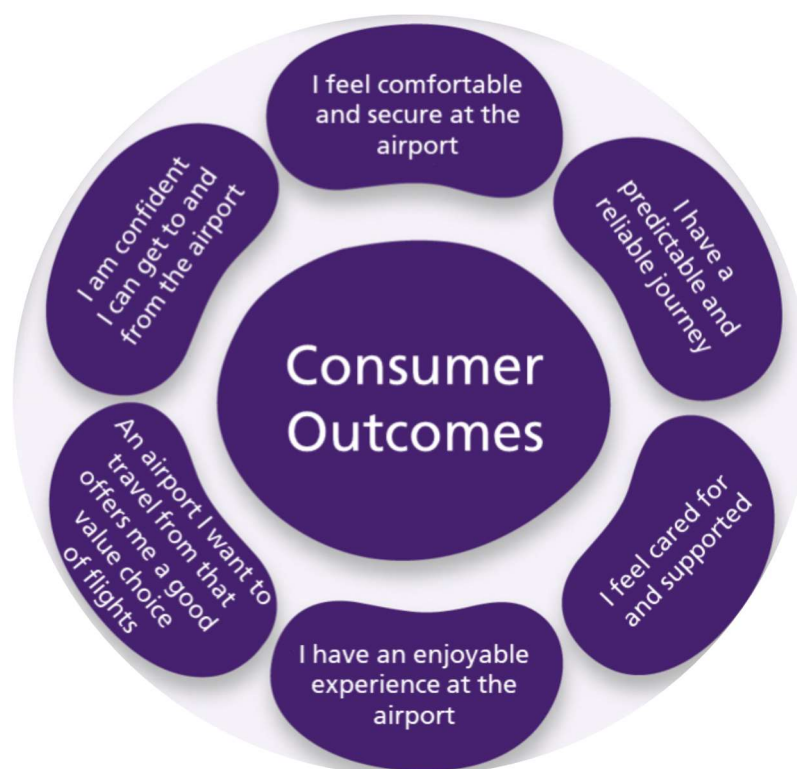 I feel comfortable
and secure at the
airport
I have a
predictable and
reliable journey
I feel cared for
and supported
I have an enjoyable
experience at the
airport
An airport I want to
travel from that
offers me a good
value choice
of flights
I am confident
I can get to and
from the airport
Consumer
Outcomes